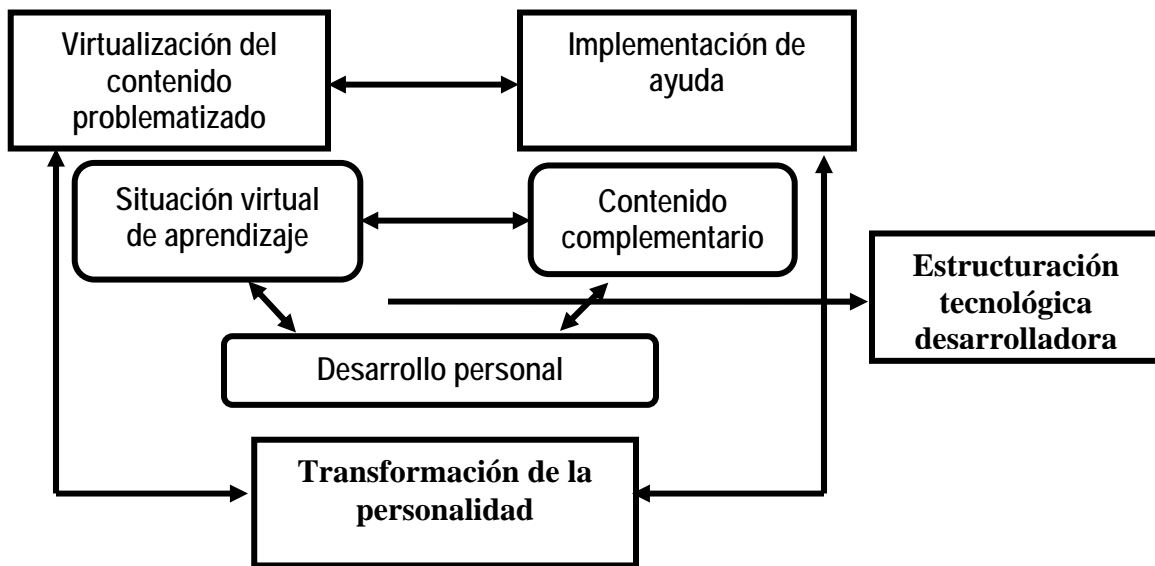 Virtualización del
contenido
problematizado
Implementación de
ayuda
Situación virtual
de aprendizaje
Contenido
complementario
Estructuración
tecnológica
desarrolladora
Desarrollo personal
Transformación de la
personalidad